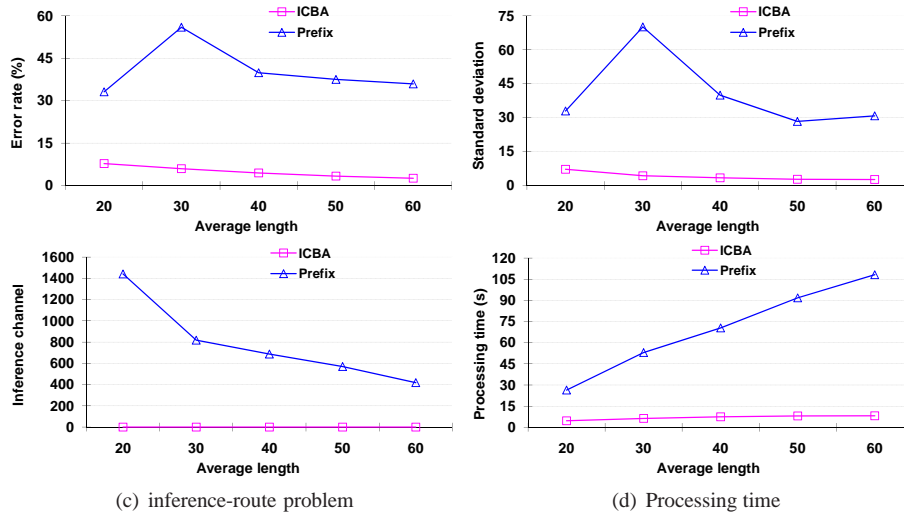 ICBA
Prefix
Error rate (%)
60
45
30
15
0
20 30 40 50 60
Average length
ICBA
Prefix
Standard deviation
75
60
45
30
15
0
20 30 40 50 60
Average length
ICBA
Prefix
Inference channel
1600
1400
1200
1000
800
600
400
200
0
20 30 40 50 60
Average length
(c) inference-route problem
ICBA
Prefix
Processing time (s)
120
105
90
75
60
45
30
15
0
20 30 40 50 60
Average length
(d) Processing time